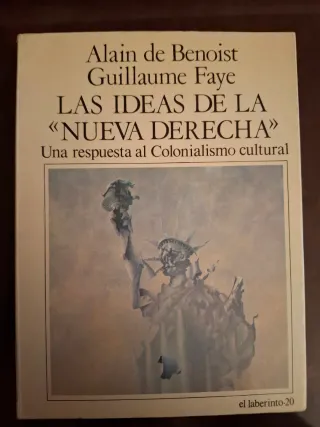 Alain de Benoist
Guillaume Faye
LAS IDEAS DE LA
«NUEVA DERECHA»
Una respuesta al Colonialismo cultural
el laberinto-20